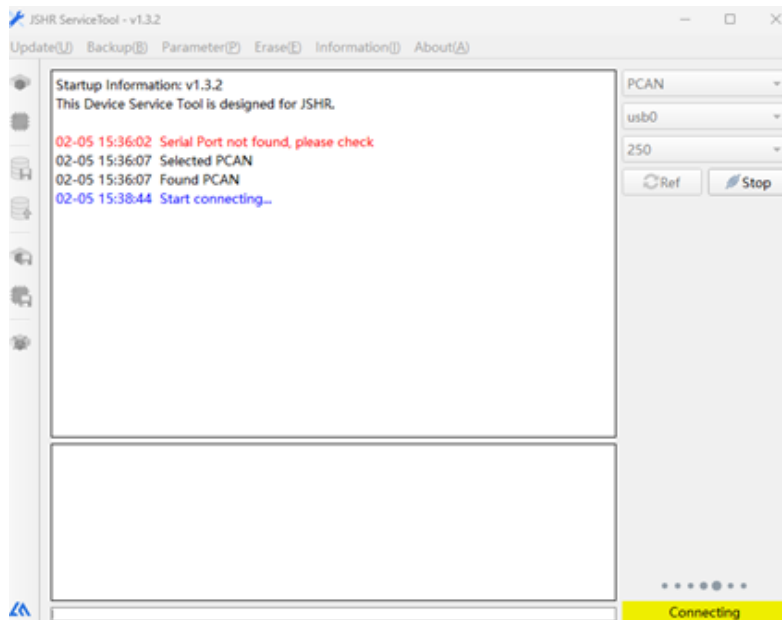 JSHR ServiceTool - v1.3.2
Update(U) Backup(B) Parameter(P) Erase(E) Information(I) About(A)
Startup Information: v1.3.2
This Device Service Tool is designed for JSHR.
02-05 15:36:02 Serial Port not found, please check
02-05 15:36:07 Selected PCAN
02-05 15:36:07 Found PCAN
02-05 15:38:44 Start connecting...
PCAN
usb0
250
Ref Stop
Connecting